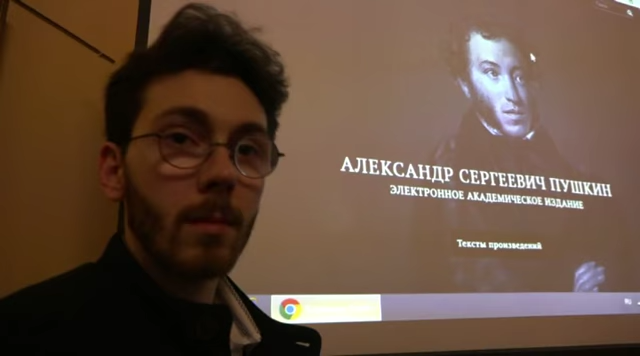 АЛЕКСАНДР СЕРГЕЕВИЧ ПУШКИН
ЭЛЕКТРОННОЕ АКАДЕМИЧЕСКОЕ ИЗДАНИЕ
Тексты произведений